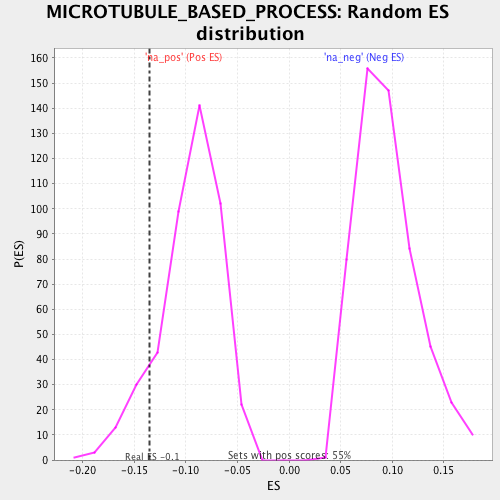 MICROTUBULE_BASED_PROCESS: Random ES
distribution
'na_pos' (Pos ES)
'na_neg' (Neg ES)
160
150
140
130
120
110
100
90
80
70
60
50
40
30
20
10
0
P(ES)
Real ES -0.1
Sets with pos scores: 55%
-0.20 -0.15 -0.10 -0.05 0.00 0.05 0.10 0.15
ES